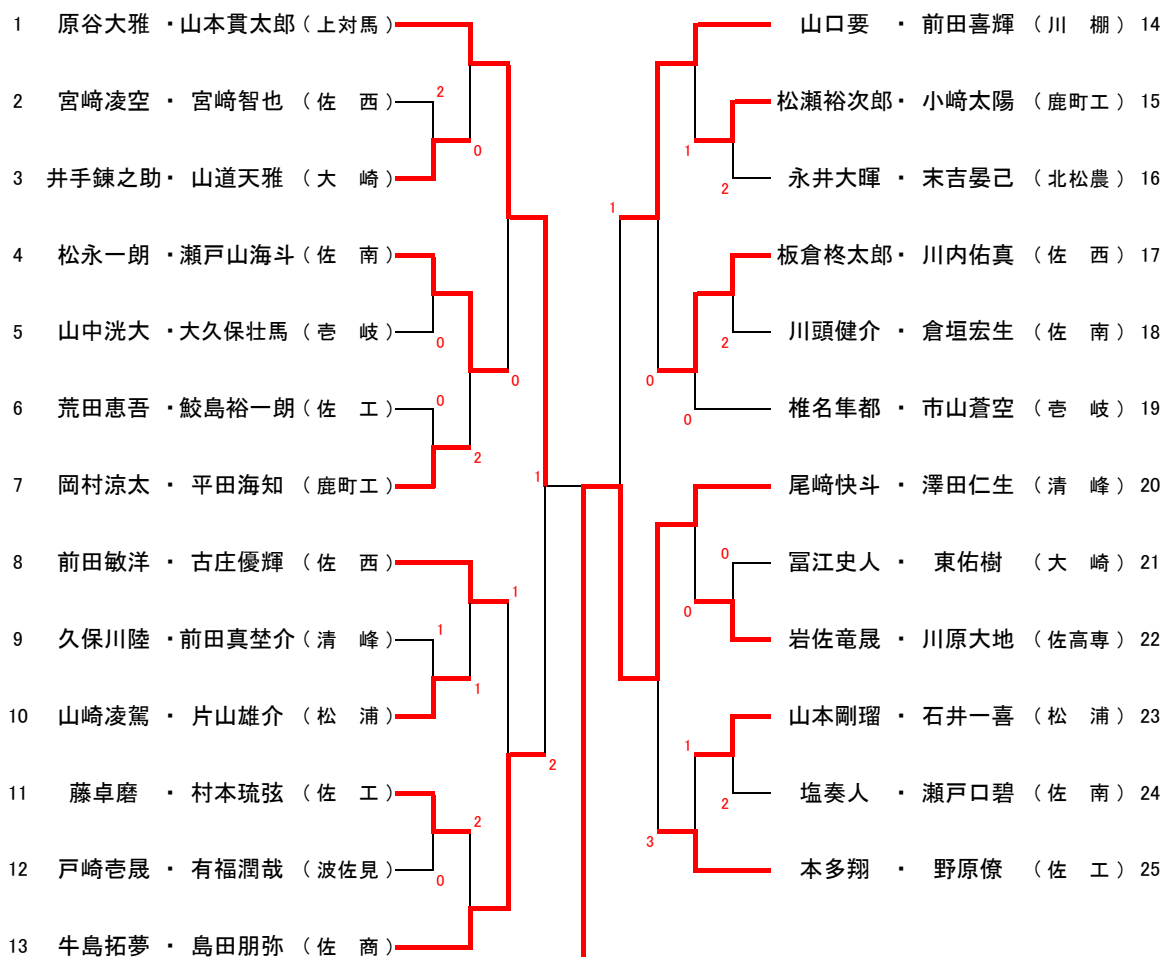 1 原谷大雅 ・ 山本貫太郎 (上対馬)
2 宮﨑凌空 ・ 宮﨑智也 (佐 西)
2
0
3 井手錬之助 ・ 山道天雅 (大 崎)
4 松永一朗 ・ 瀬戸山海斗 (佐 南)
5 山中洸大 ・ 大久保壮馬 (壱 岐)
0
0
6 荒田恵吾 ・ 鮫島裕一朗 (佐 工)
0
2
7 岡村涼太 ・ 平田海知 (鹿町工)
1
8 前田敏洋 ・ 古庄優輝 (佐 西)
1
9 久保川陸 ・ 前田真埜介 (清 峰)
1
1
10 山崎凌駕 ・ 片山雄介 (松 浦)
2
11 藤卓磨 ・ 村本琉弦 (佐 工)
2
12 戸崎壱晟 ・ 有福潤哉 (波佐見)
0
13 牛島拓夢 ・ 島田朋弥 (佐 商)
山口要 ・ 前田喜輝 (川 棚) 14
松瀬裕次郎 ・ 小﨑太陽 (鹿町工) 15
1
永井大暉 ・ 末吉晏己 (北松農) 16
2
1
板倉柊太郎 ・ 川内佑真 (佐 西) 17
川頭健介 ・ 倉垣宏生 (佐 南) 18
2
0
椎名隼都 ・ 市山蒼空 (壱 岐) 19
0
尾﨑快斗 ・ 澤田仁生 (清 峰) 20
0
冨江史人 ・ 東佑樹 (大 崎) 21
0
岩佐竜晟 ・ 川原大地 (佐高専) 22
山本剛瑠 ・ 石井一喜 (松 浦) 23
1
塩奏人 ・ 瀬戸口碧 (佐 南) 24
2
3
本多翔 ・ 野原僚 (佐 工) 25